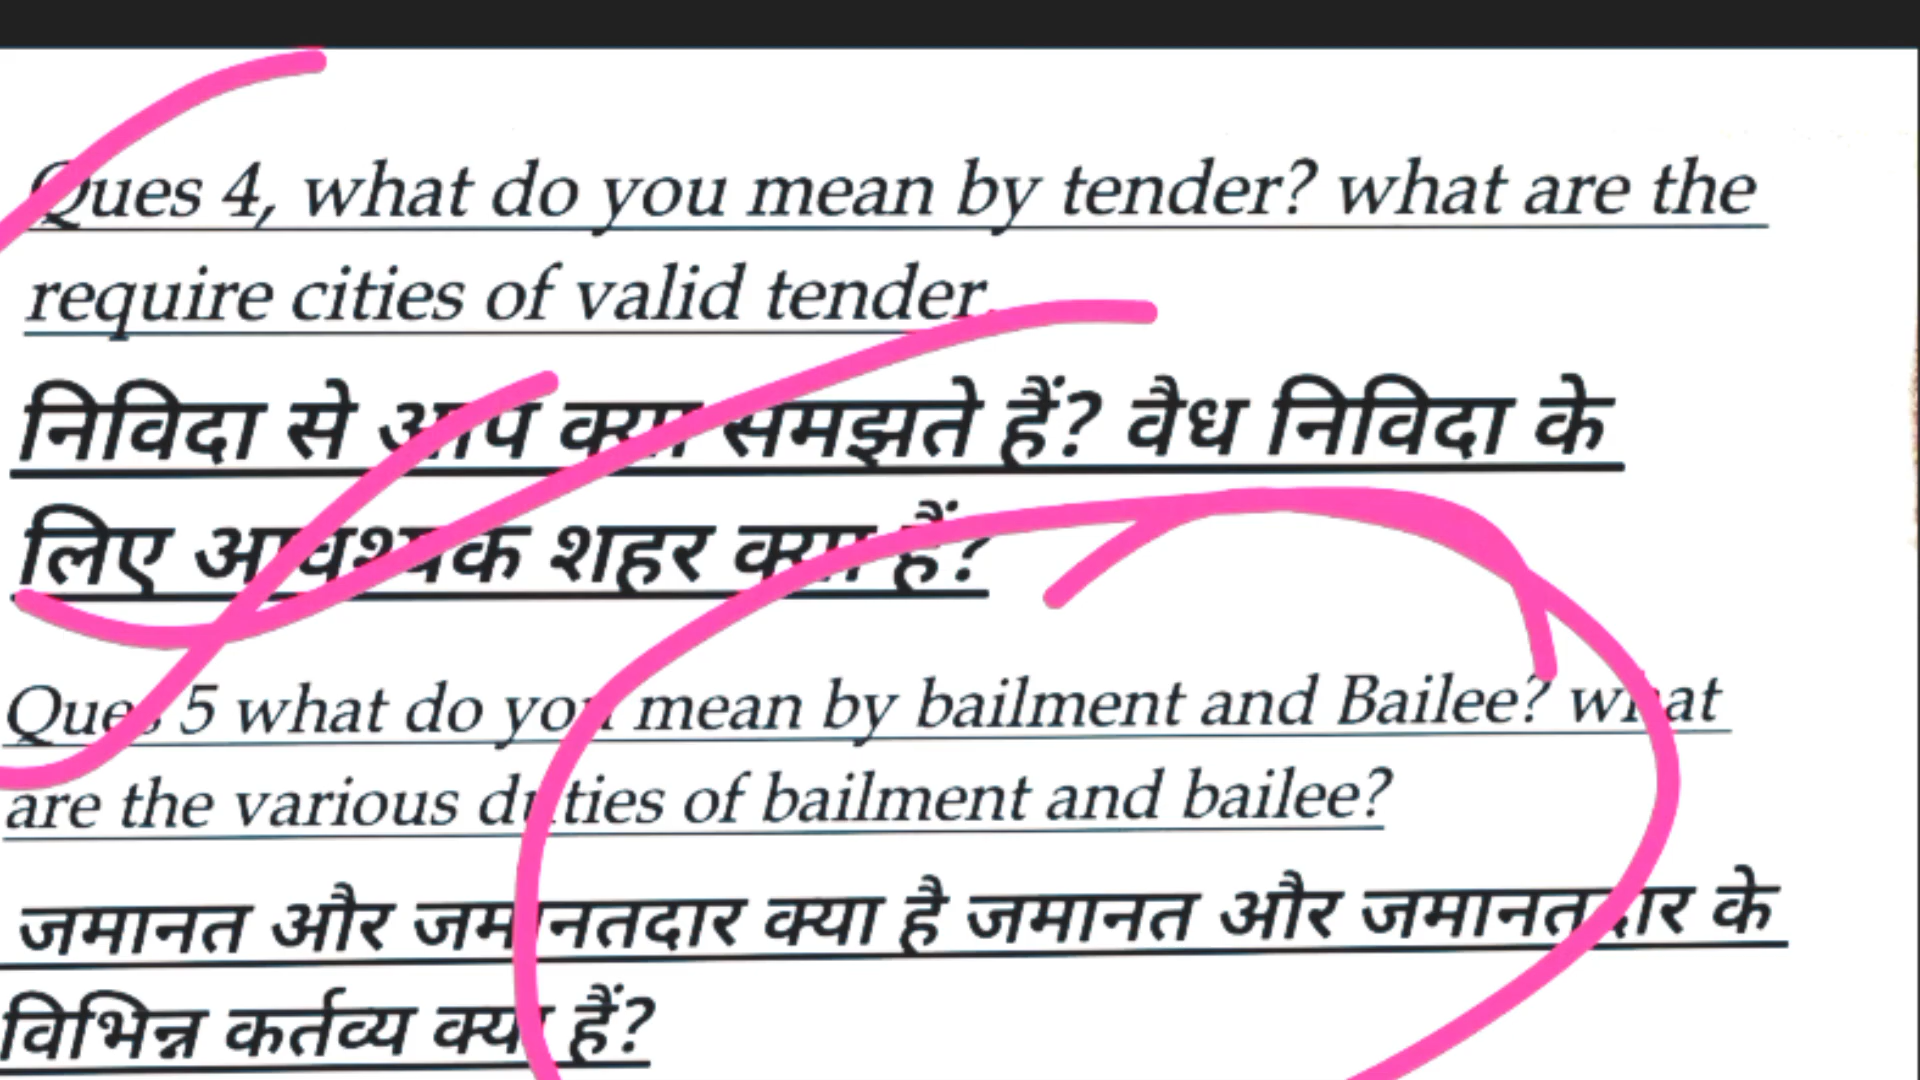 Ques 4, what do you mean by tender? what are the
require cities of valid tender.
निविदा से आप क्या समझते हैं? वैध निविदा के
लिए आवश्यक शहर क्या हैं?
Ques 5 what do you mean by bailment and Bailee? what
are the various duties of bailment and bailee?
जमानत और जमानतदार क्या है जमानत और जमानतदार के
विभिन्न कर्तव्य क्या हैं?